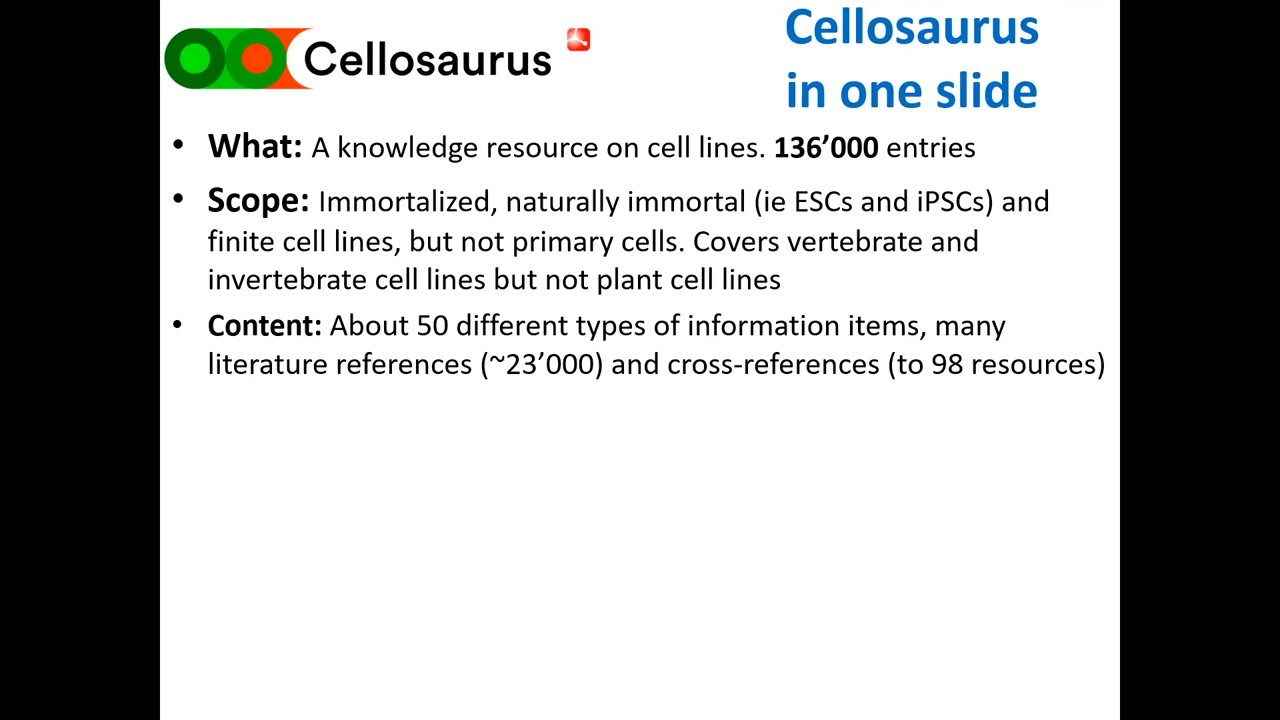 Cellosaurus
Cellosaurus
in one slide
• What: A knowledge resource on cell lines. 136’000 entries
• Scope: Immortalized, naturally immortal (ie ESCs and iPSCs) and
finite cell lines, but not primary cells. Covers vertebrate and
invertebrate cell lines but not plant cell lines
• Content: About 50 different types of information items, many
literature references (~23’000) and cross-references (to 98 resources)